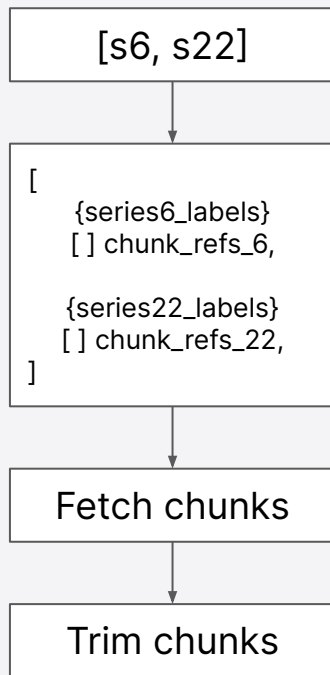 [s6, s22]
[
{series6_labels}
[ ] chunk_refs_6,
{series22_labels}
[ ] chunk_refs_22,
]
Fetch chunks
Trim chunks